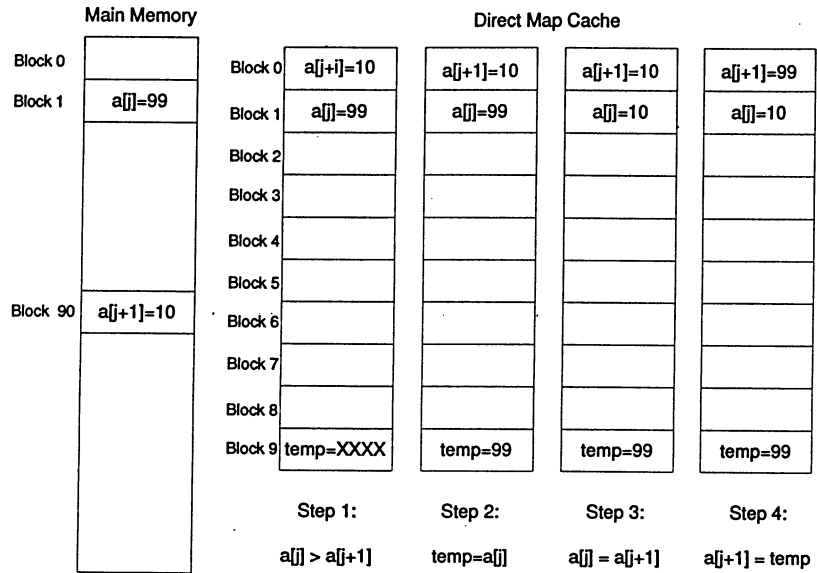 Main Memory
Direct Map Cache
Block 0
Block 1
a[j]=99
Block 90
a[j+1]=10
Block 0
a[j+i]=10
a[j+1]=10
a[j+1]=10
a[j+1]=99
Block 1
a[j]=99
a[j]=99
a[j]=10
a[j]=10
Block 2
Block 3
Block 4
Block 5
Block 6
Block 7
Block 8
Block 9
temp=XXXX
temp=99
temp=99
temp=99
Step 1:
Step 2:
Step 3:
Step 4:
a[j] > a[j+1]
temp=a[j]
a[j] = a[j+1]
a[j+1] = temp